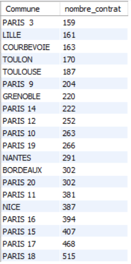 Commune nombre_contrat
PARIS 3 159
LILLE 161
COURBEVOIE 163
TOULON 170
TOULOUSE 187
PARIS 9 204
GRENOBLE 220
PARIS 14 222
PARIS 12 252
PARIS 10 263
PARIS 19 266
NANTES 291
BORDEAUX 302
PARIS 20 302
PARIS 11 381
NICE 387
PARIS 16 394
PARIS 15 407
PARIS 17 468
PARIS 18 515